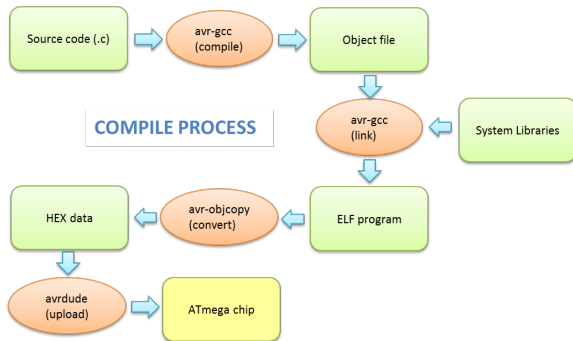 Source code (.c)
avr-gcc
(compile)
Object file
COMPILE PROCESS
avr-gcc
(link)
System Libraries
HEX data
avr-objcopy
(convert)
ELF program
avrdude
(upload)
ATmega chip